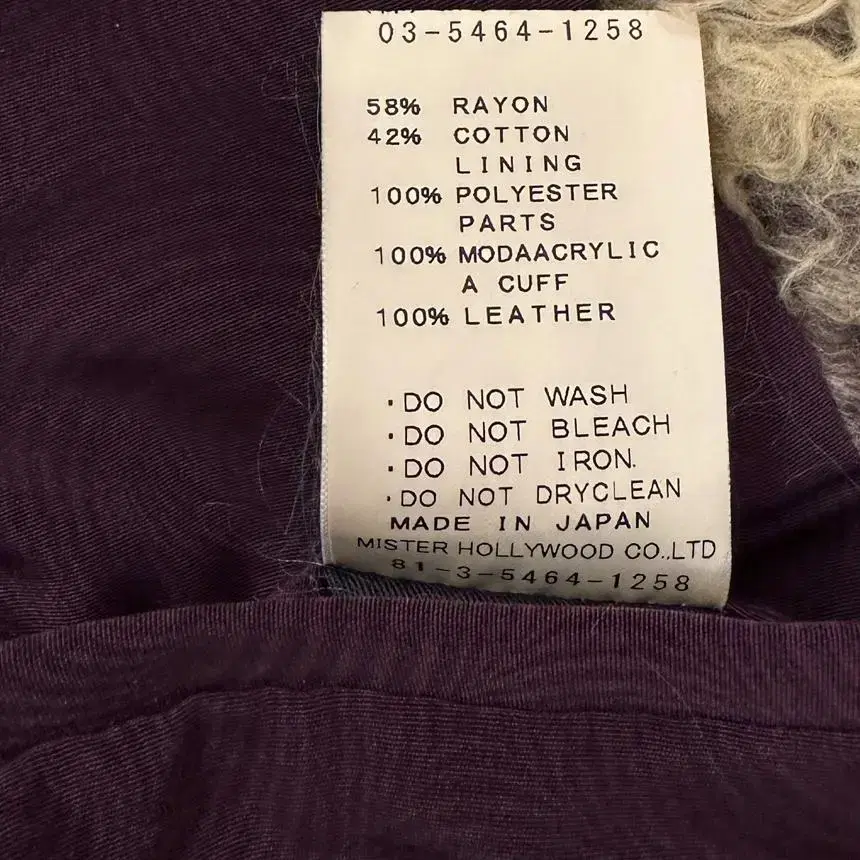 03-5464-1258
58% RAYON
42% COTTON
LINING
100% POLYESTER
PARTS
100% MODAACRYLIC
A CUFF
100% LEATHER
·DO NOT WASH
·DO NOT BLEACH
·DO NOT IRON.
·DO NOT DRYCLEAN
MADE IN JAPAN
MISTER HOLLYWOOD CO.,LTD
81-3-5464-1258